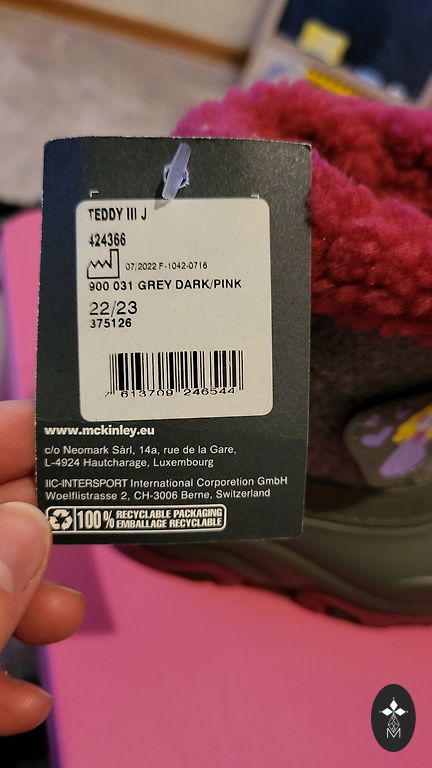 TEDDY III J
424366
07/2022 F-1042-0716
900 031 GREY DARK/PINK
22/23
375126
7 613709 246544
www.mckinley.eu
c/o Neomark Sàrl, 14a, rue de la Gare,
L-4924 Hautcharage, Luxembourg
IIC-INTERSPORT International Corporetion GmbH
Woelflistrasse 2, CH-3006 Berne, Switzerland
100% RECYCLABLE PACKAGING
EMBALLAGE RECYCLABLE
M